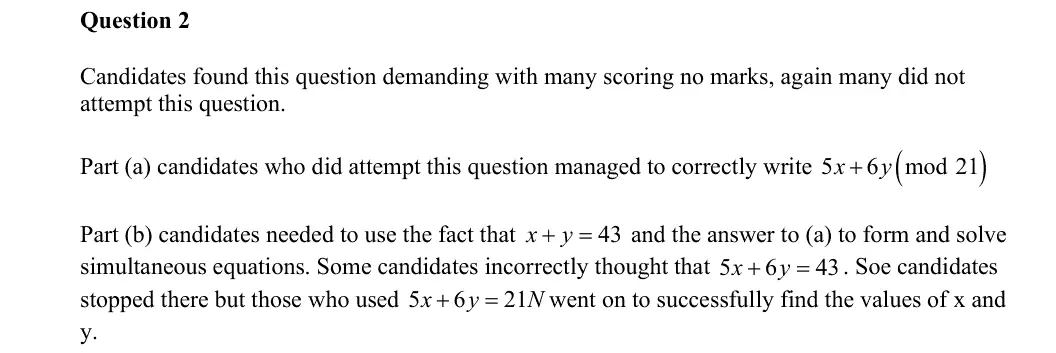 Question 2
Candidates found this question demanding with many scoring no marks, again many did not
attempt this question.
Part (a) candidates who did attempt this question managed to correctly write 5x + 6y (mod 21)
Part (b) candidates needed to use the fact that x + y = 43 and the answer to (a) to form and solve
simultaneous equations. Some candidates incorrectly thought that 5x + 6y = 43. Soe candidates
stopped there but those who used 5x + 6y = 21N went on to successfully find the values of x and
y.